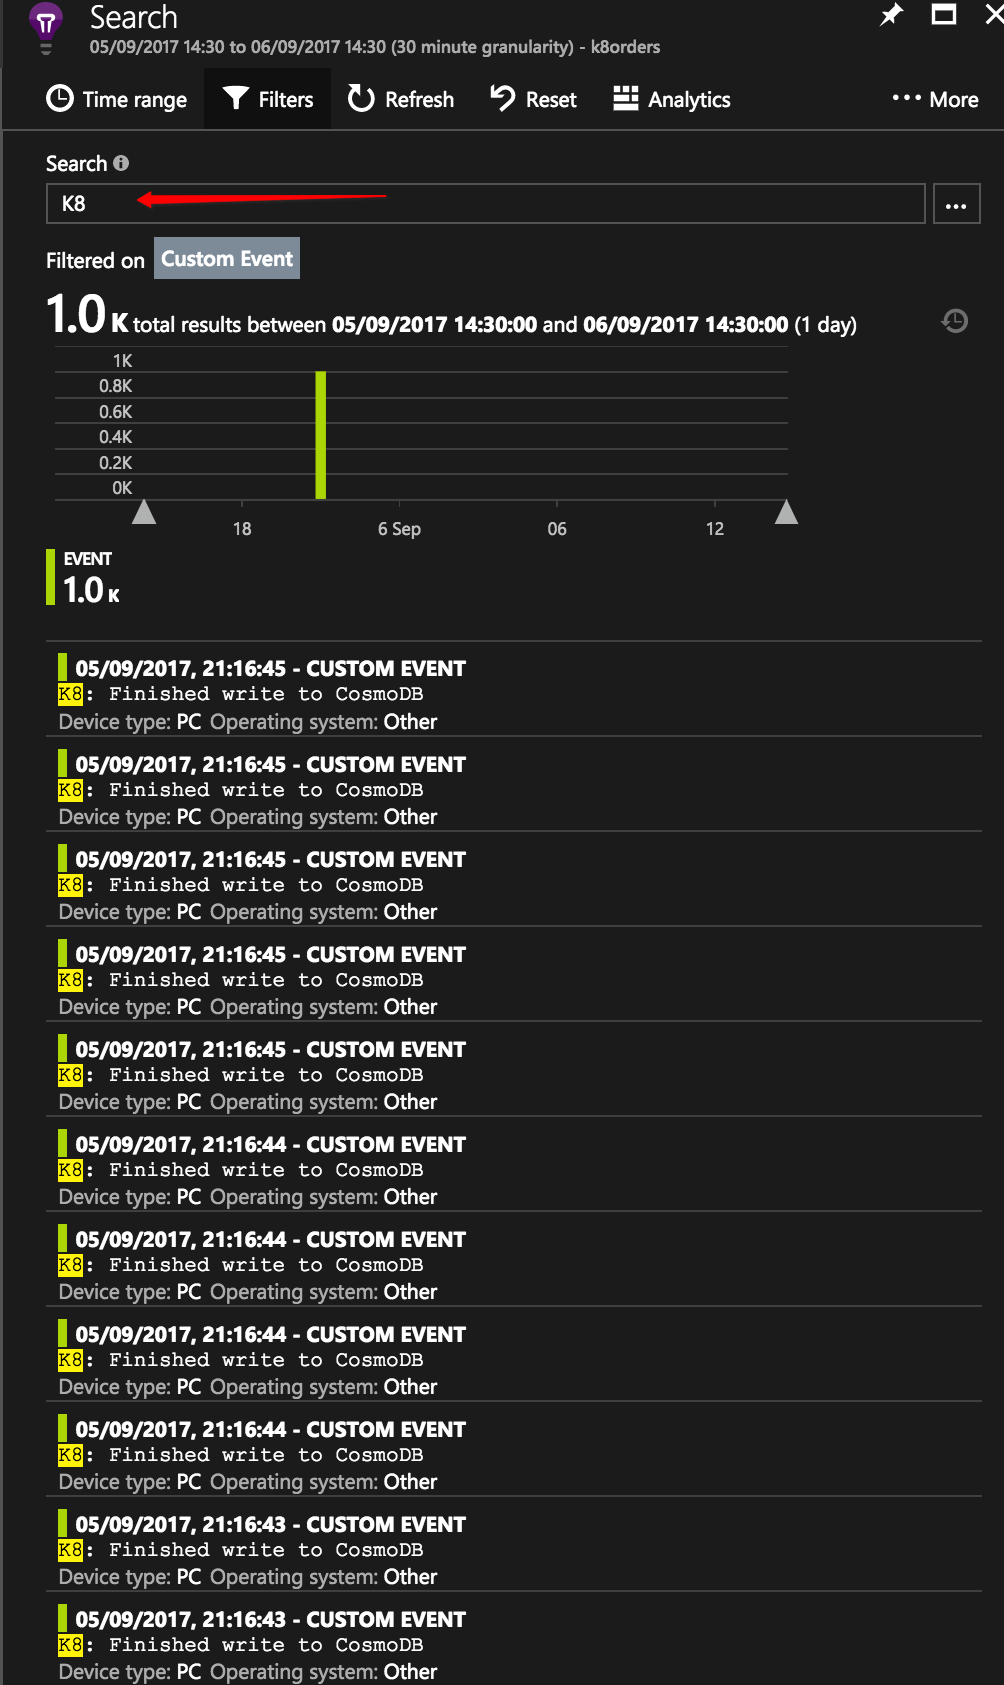 Search
05/09/2017 14:30 to 06/09/2017 14:30 (30 minute granularity) - k8orders
Time range Filters Refresh Reset Analytics ••• More
Search
K8 ...
Filtered on Custom Event
1.0 K total results between 05/09/2017 14:30:00 and 06/09/2017 14:30:00 (1 day)
1K
0.8K
0.6K
0.4K
0.2K
0K
18 6 Sep 06 12
EVENT
1.0 K
05/09/2017, 21:16:45 - CUSTOM EVENT
K8: Finished write to CosmoDB
Device type: PC Operating system: Other
05/09/2017, 21:16:45 - CUSTOM EVENT
K8: Finished write to CosmoDB
Device type: PC Operating system: Other
05/09/2017, 21:16:45 - CUSTOM EVENT
K8: Finished write to CosmoDB
Device type: PC Operating system: Other
05/09/2017, 21:16:45 - CUSTOM EVENT
K8: Finished write to CosmoDB
Device type: PC Operating system: Other
05/09/2017, 21:16:45 - CUSTOM EVENT
K8: Finished write to CosmoDB
Device type: PC Operating system: Other
05/09/2017, 21:16:44 - CUSTOM EVENT
K8: Finished write to CosmoDB
Device type: PC Operating system: Other
05/09/2017, 21:16:44 - CUSTOM EVENT
K8: Finished write to CosmoDB
Device type: PC Operating system: Other
05/09/2017, 21:16:44 - CUSTOM EVENT
K8: Finished write to CosmoDB
Device type: PC Operating system: Other
05/09/2017, 21:16:44 - CUSTOM EVENT
K8: Finished write to CosmoDB
Device type: PC Operating system: Other
05/09/2017, 21:16:43 - CUSTOM EVENT
K8: Finished write to CosmoDB
Device type: PC Operating system: Other
05/09/2017, 21:16:43 - CUSTOM EVENT
K8: Finished write to CosmoDB
Device type: PC Operating system: Other